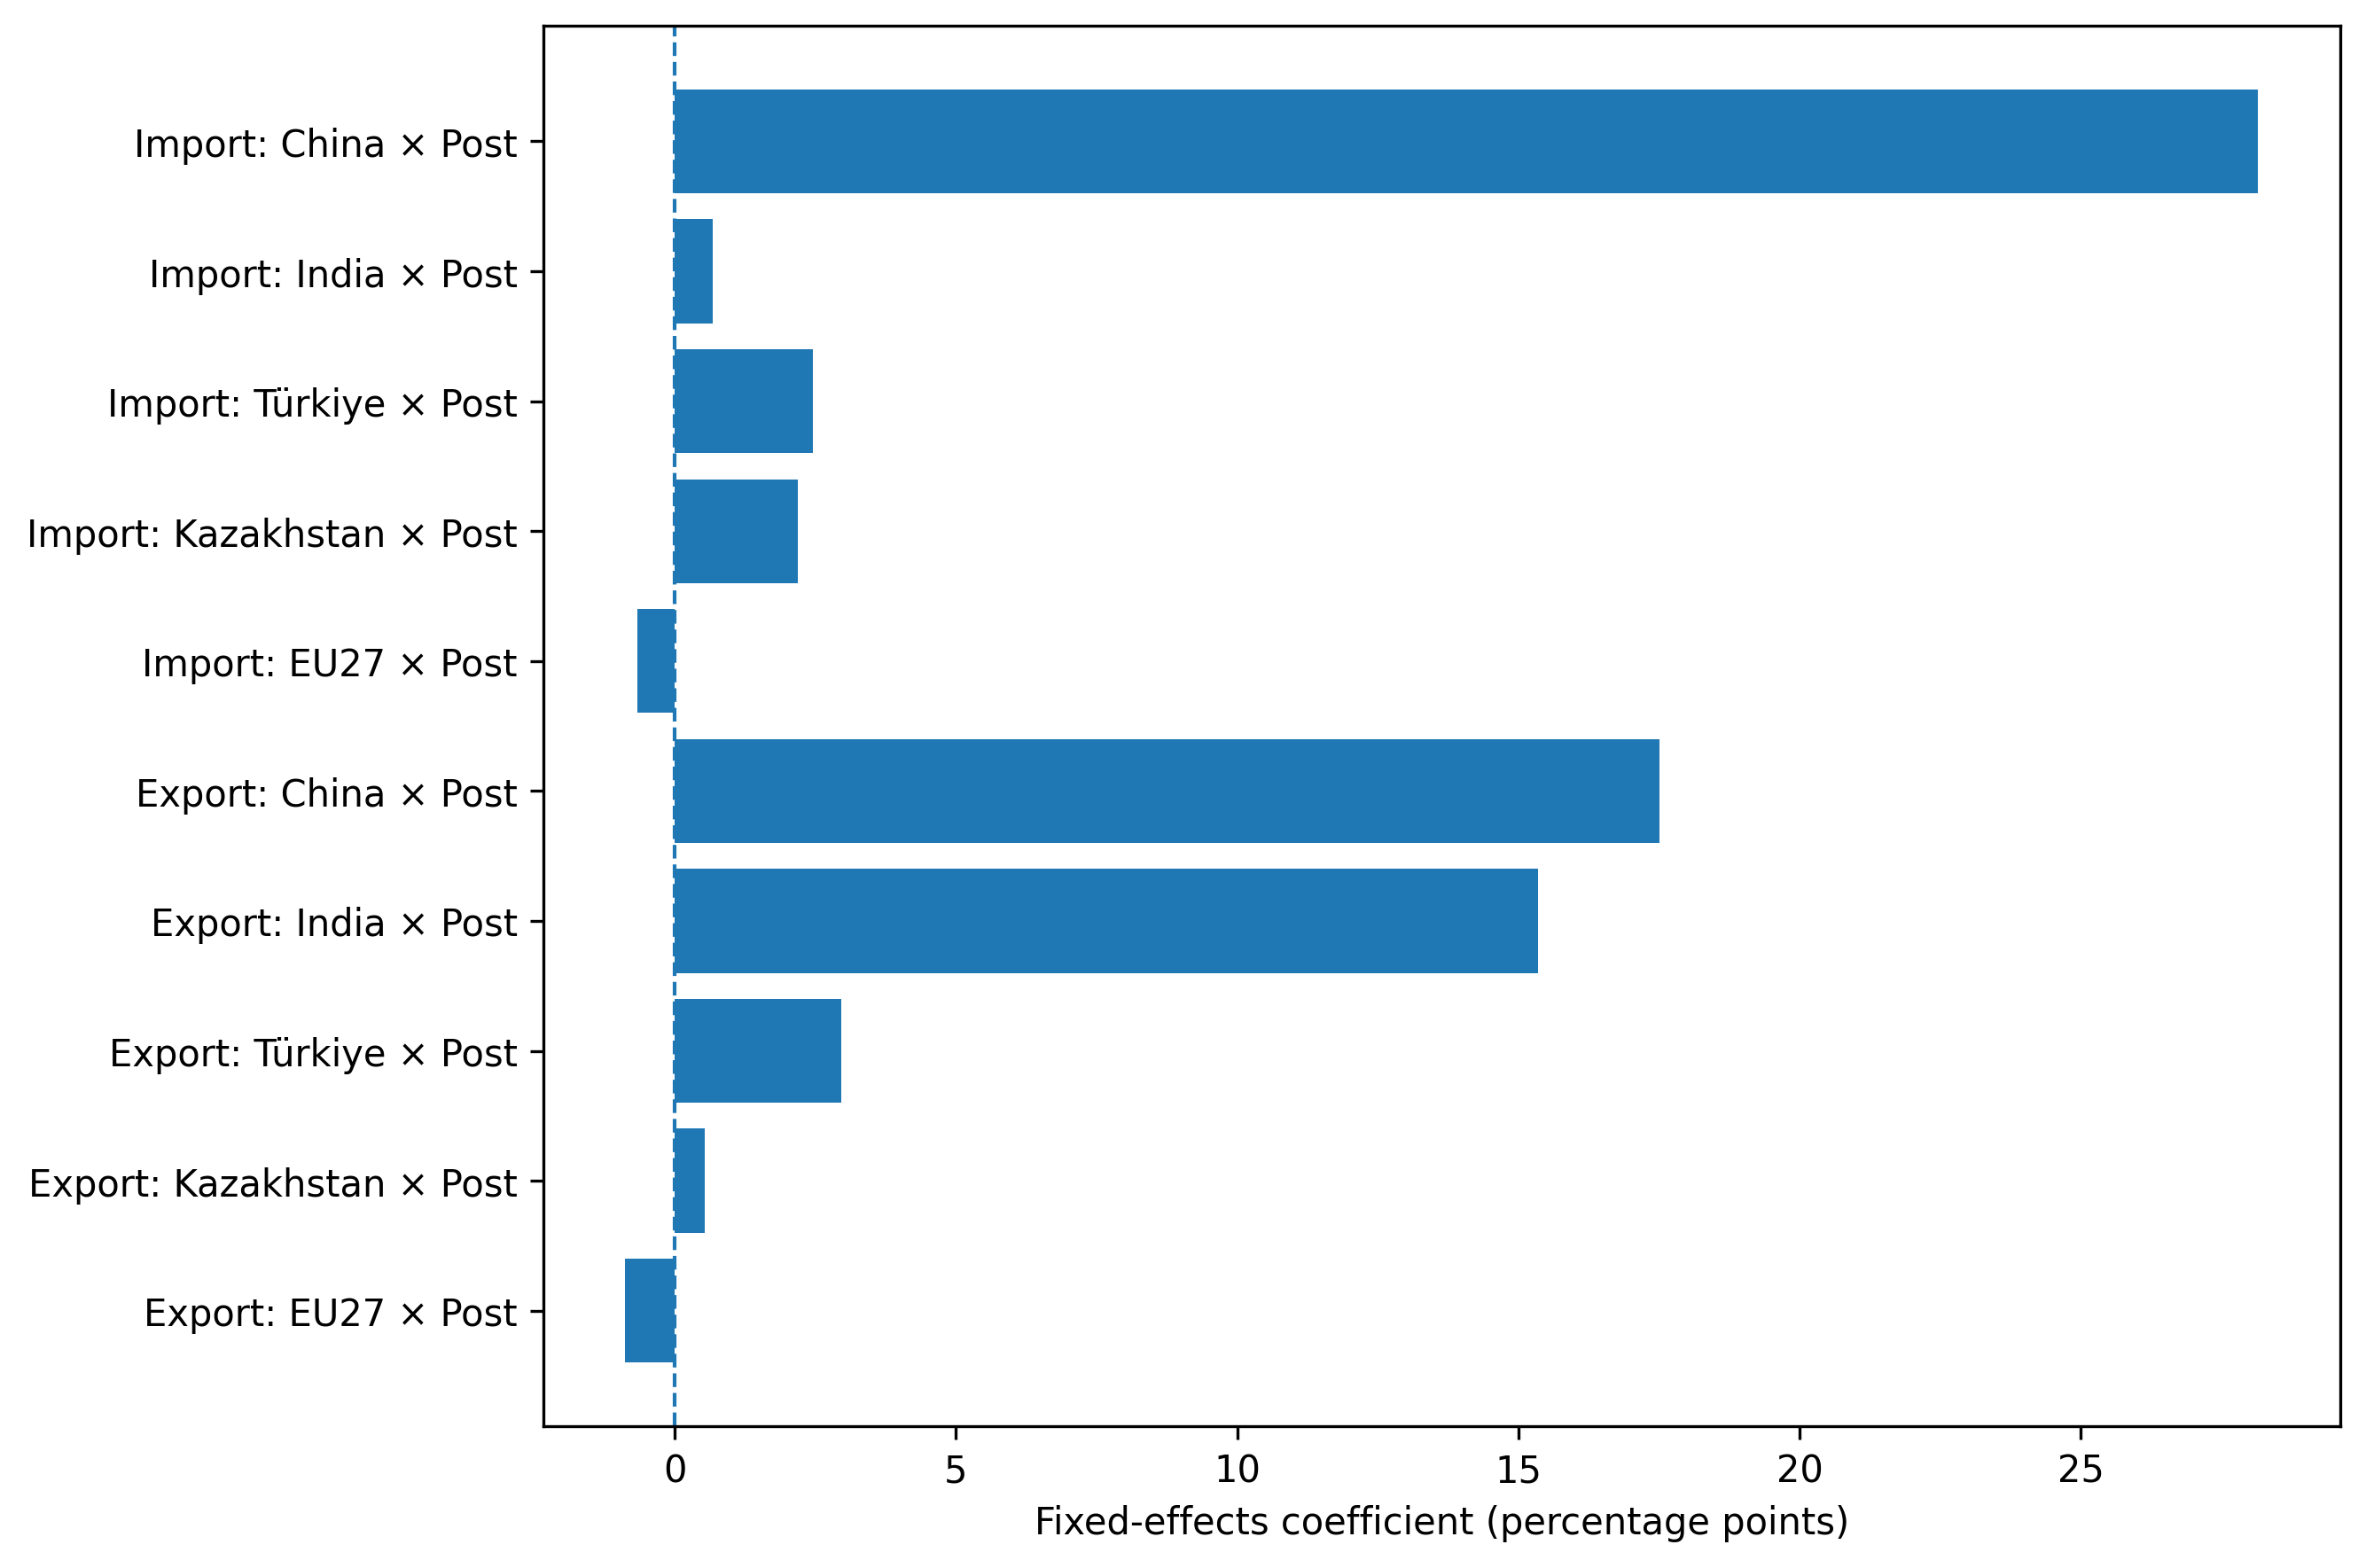 Import: China × Post
Import: India × Post
Import: Türkiye × Post
Import: Kazakhstan × Post
Import: EU27 × Post
Export: China × Post
Export: India × Post
Export: Türkiye × Post
Export: Kazakhstan × Post
Export: EU27 × Post
0 5 10 15 20 25
Fixed-effects coefficient (percentage points)